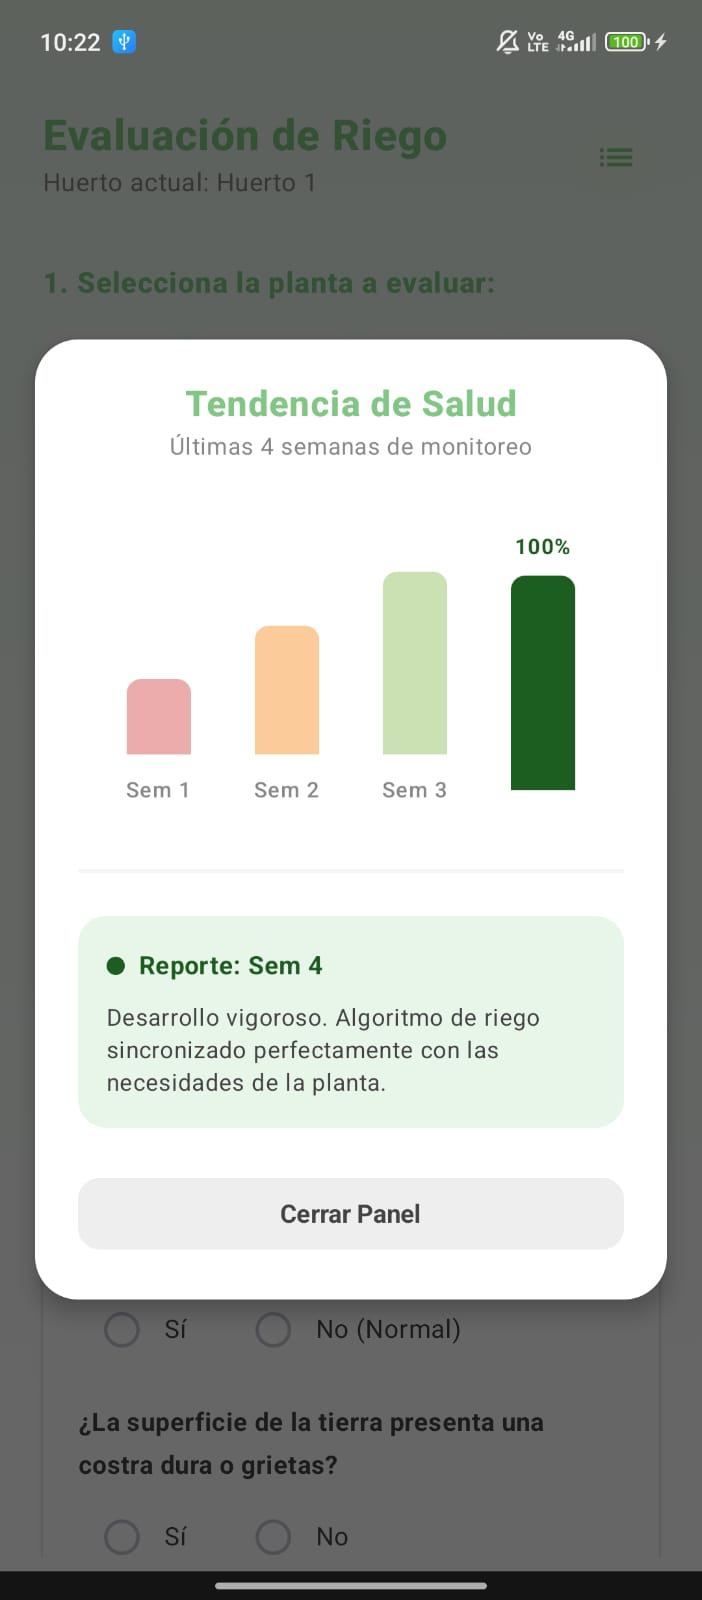 10:22
Vo LTE 4G 100
Evaluación de Riego
Huerto actual: Huerto 1
1. Selecciona la planta a evaluar:
Tendencia de Salud
Últimas 4 semanas de monitoreo
100%
Sem 1 Sem 2 Sem 3
Reporte: Sem 4
Desarrollo vigoroso. Algoritmo de riego
sincronizado perfectamente con las
necesidades de la planta.
Cerrar Panel
Sí No (Normal)
¿La superficie de la tierra presenta una
costra dura o grietas?
Sí No